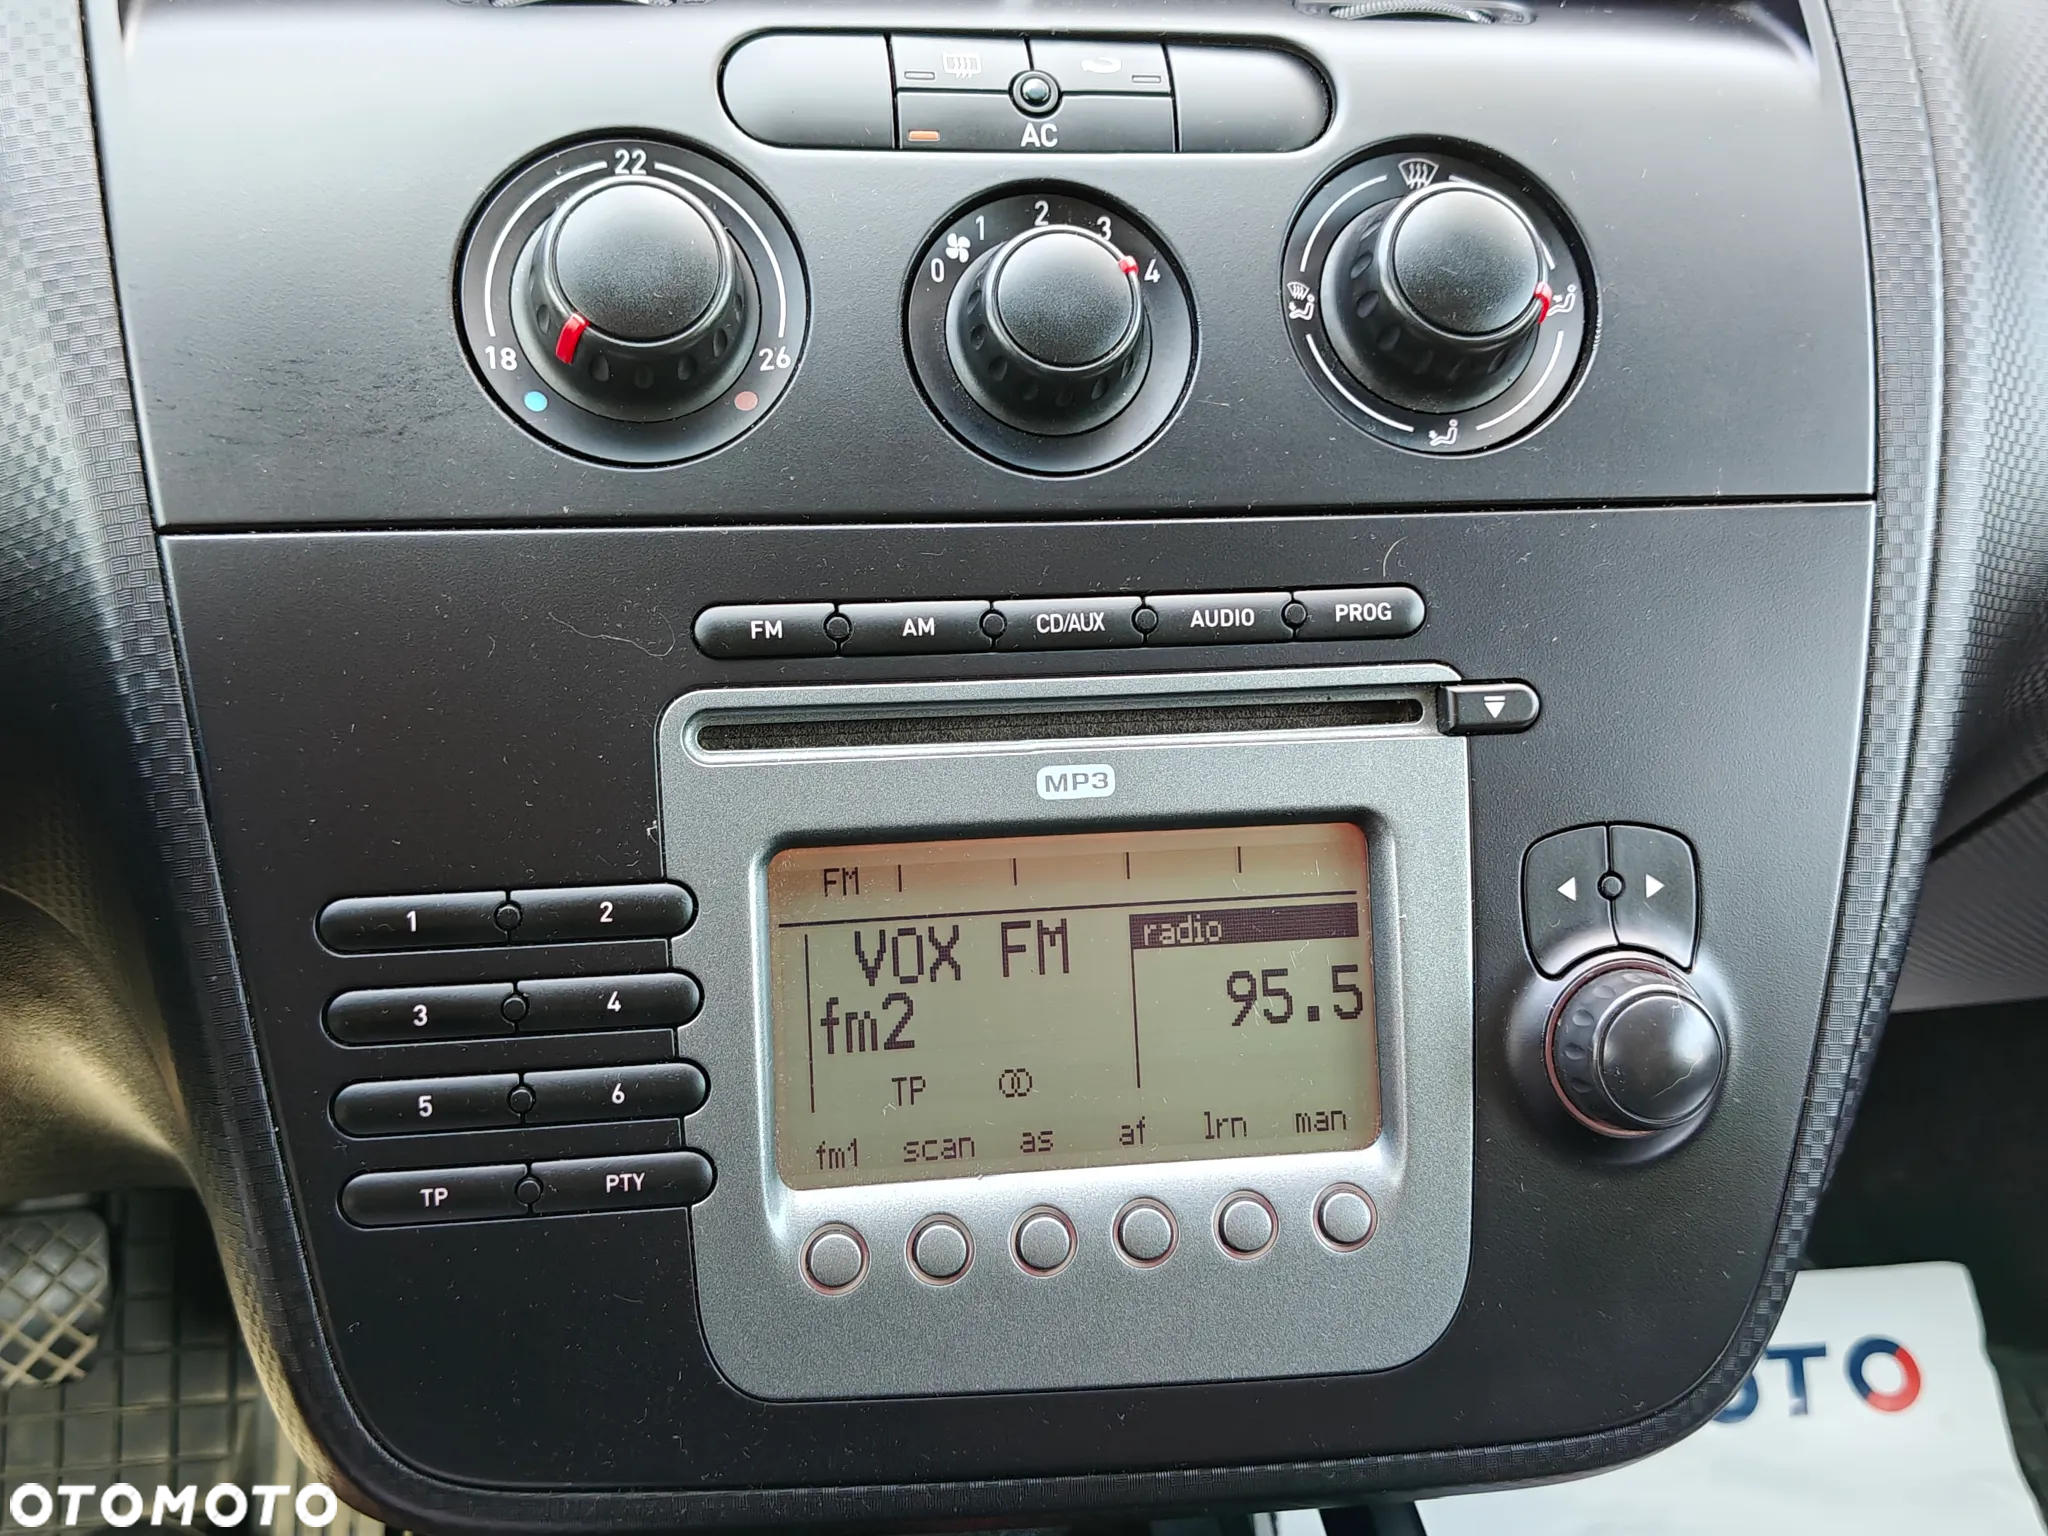 AC
22
18
26
0
1
2
3
4
FM
AM
CD/AUX
AUDIO
PROG
MP3
FM
VOX FM
radio
95.5
fm2
TP
fm1
scan
as
af
lrn
man
1
2
3
4
5
6
TP
PTY
OTOMOTO